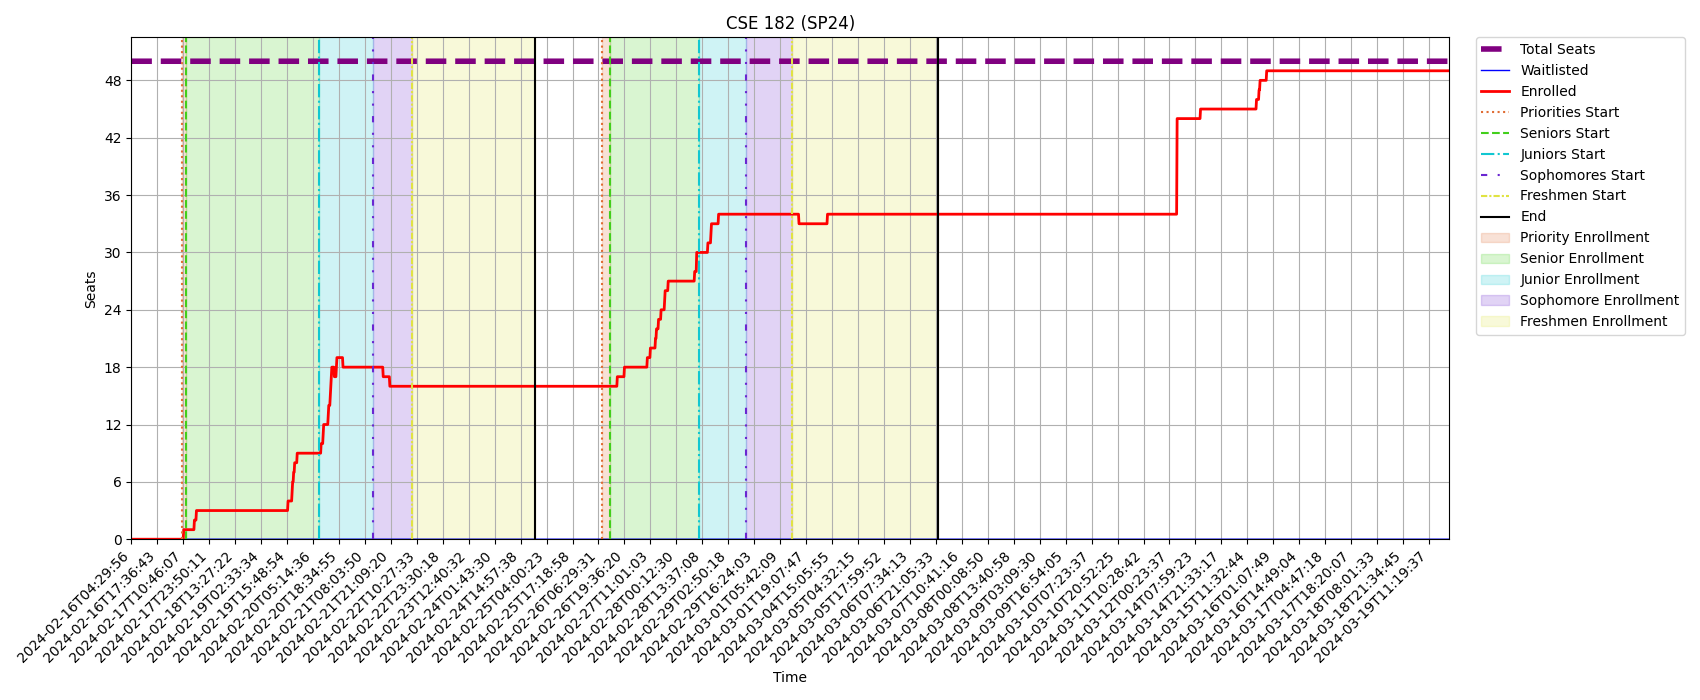 CSE 182 (SP24)
Seats
48
42
36
30
24
18
12
6
0
2024-02-16T04:29:56
2024-02-16T17:36:43
2024-02-17T10:46:07
2024-02-17T23:50:11
2024-02-18T13:27:22
2024-02-19T02:33:34
2024-02-19T15:48:54
2024-02-20T05:14:36
2024-02-20T18:34:55
2024-02-21T08:03:50
2024-02-21T21:09:20
2024-02-22T10:27:33
2024-02-22T23:30:18
2024-02-23T12:40:32
2024-02-24T01:43:30
2024-02-24T14:57:38
2024-02-25T04:00:23
2024-02-25T17:18:58
2024-02-26T06:29:31
2024-02-26T19:36:20
2024-02-27T11:01:03
2024-02-28T00:12:30
2024-02-28T13:37:08
2024-02-29T02:50:18
2024-02-29T16:24:03
2024-03-01T05:42:09
2024-03-01T19:07:47
2024-03-04T15:05:55
2024-03-05T04:32:15
2024-03-05T17:59:52
2024-03-06T07:34:13
2024-03-06T21:05:33
2024-03-07T10:41:16
2024-03-08T00:08:50
2024-03-08T13:40:58
2024-03-09T03:09:30
2024-03-09T16:54:05
2024-03-10T07:23:37
2024-03-10T20:52:25
2024-03-11T10:28:42
2024-03-12T00:23:37
2024-03-14T07:59:23
2024-03-14T21:33:17
2024-03-15T11:32:44
2024-03-16T01:07:49
2024-03-16T14:49:04
2024-03-17T04:47:18
2024-03-17T18:20:07
2024-03-18T08:01:33
2024-03-18T21:34:45
2024-03-19T11:19:37
Time
Total Seats
Waitlisted
Enrolled
Priorities Start
Seniors Start
Juniors Start
Sophomores Start
Freshmen Start
End
Priority Enrollment
Senior Enrollment
Junior Enrollment
Sophomore Enrollment
Freshmen Enrollment